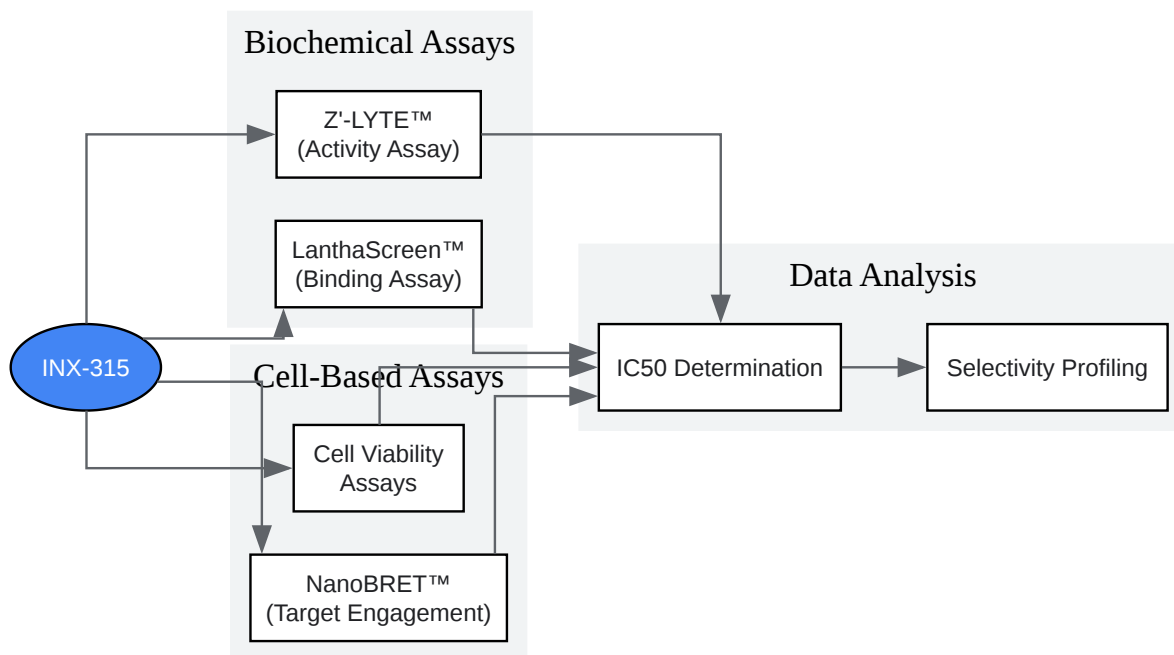 Biochemical Assays
Z'-LYTE™
(Activity Assay)
LanthaScreen™
(Binding Assay)
INX-315
Cell-Based Assays
Cell Viability
Assays
NanoBRET™
(Target Engagement)
Data Analysis
IC50 Determination
Selectivity Profiling